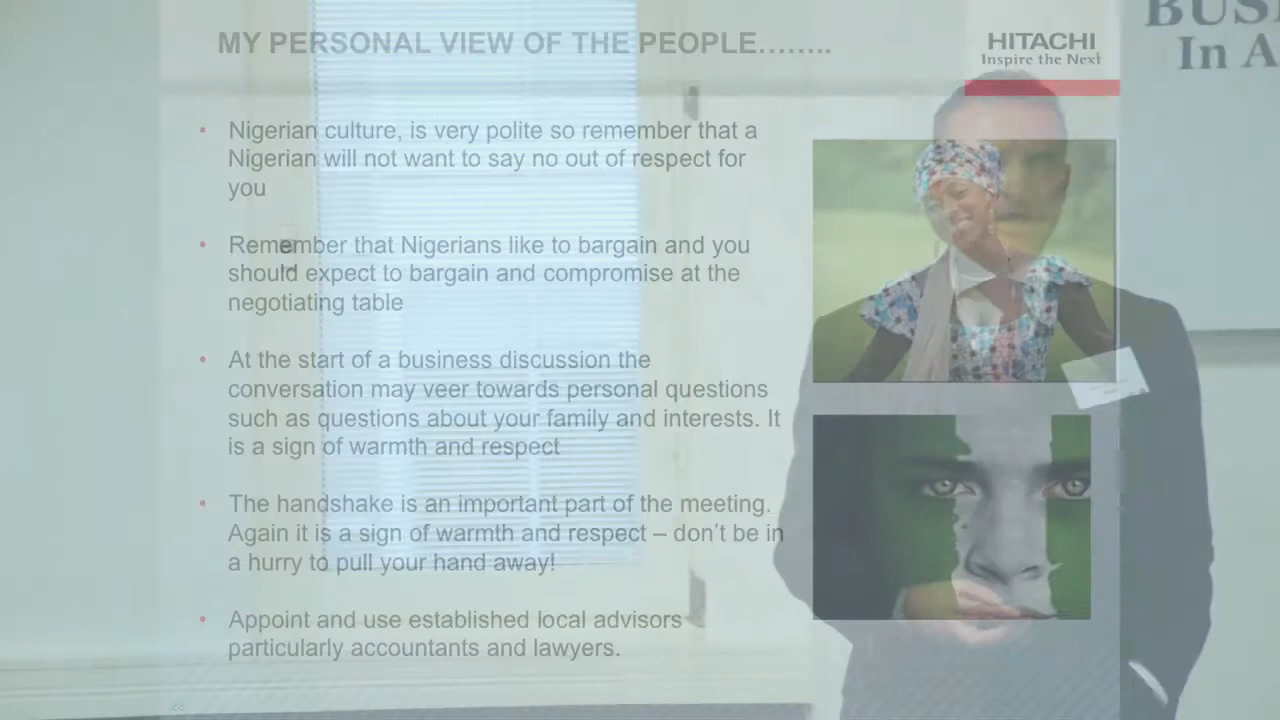 MY PERSONAL VIEW OF THE PEOPLE……..
HITACHI
Inspire the Next
BUSI
In A
• Nigerian culture, is very polite so remember that a
Nigerian will not want to say no out of respect for
you
• Remember that Nigerians like to bargain and you
should expect to bargain and compromise at the
negotiating table
• At the start of a business discussion the
conversation may veer towards personal questions
such as questions about your family and interests. It
is a sign of warmth and respect
• The handshake is an important part of the meeting.
Again it is a sign of warmth and respect – don't be in
a hurry to pull your hand away!
• Appoint and use established local advisors
particularly accountants and lawyers.